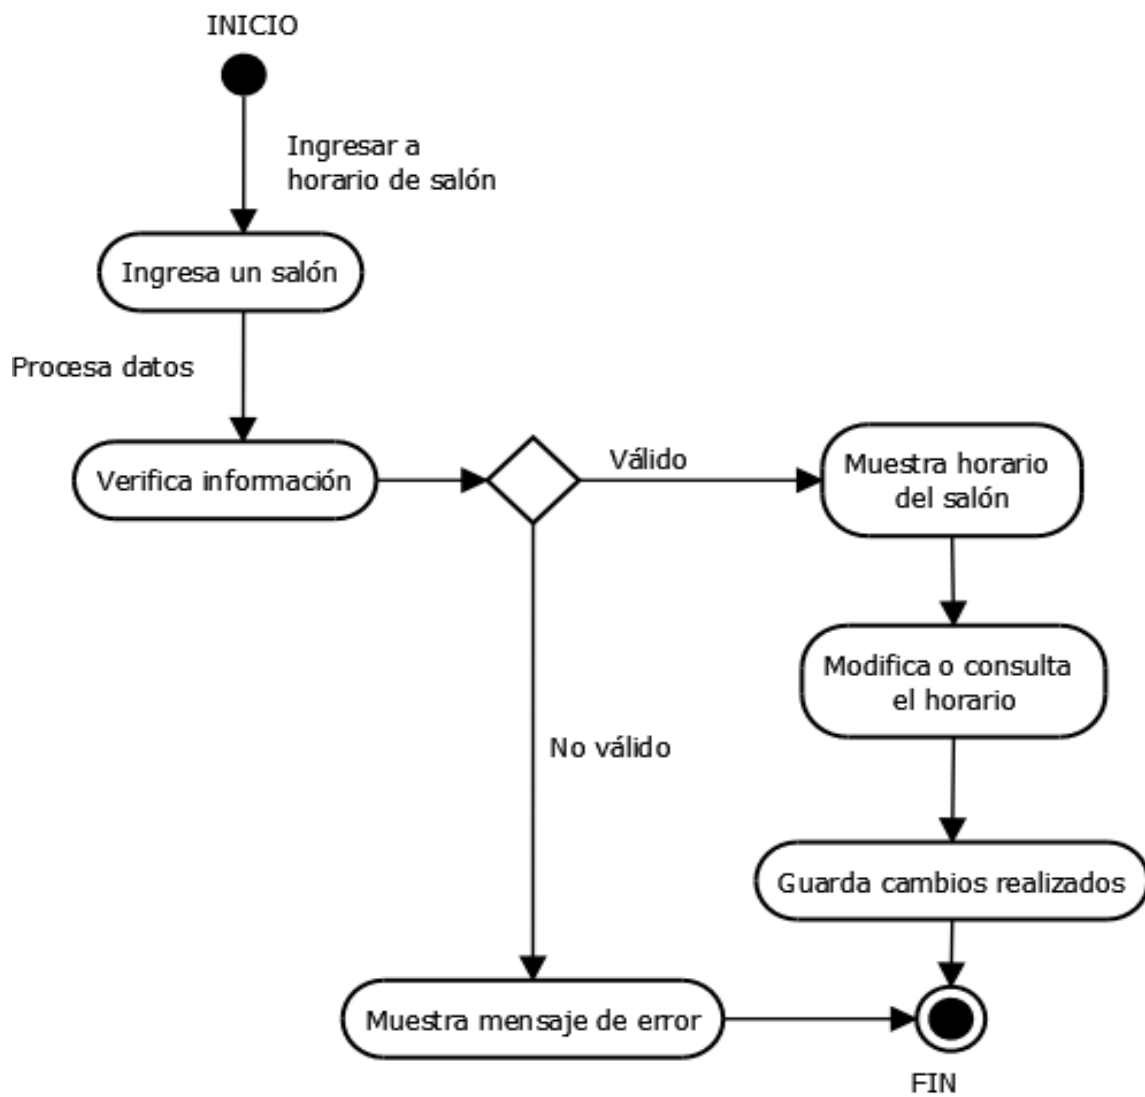 INICIO
Ingresar a
horario de salón
Ingresa un salón
Procesa datos
Verifica información
Válido
Muestra horario
del salón
Modifica o consulta
el horario
No válido
Guarda cambios realizados
Muestra mensaje de error
FIN